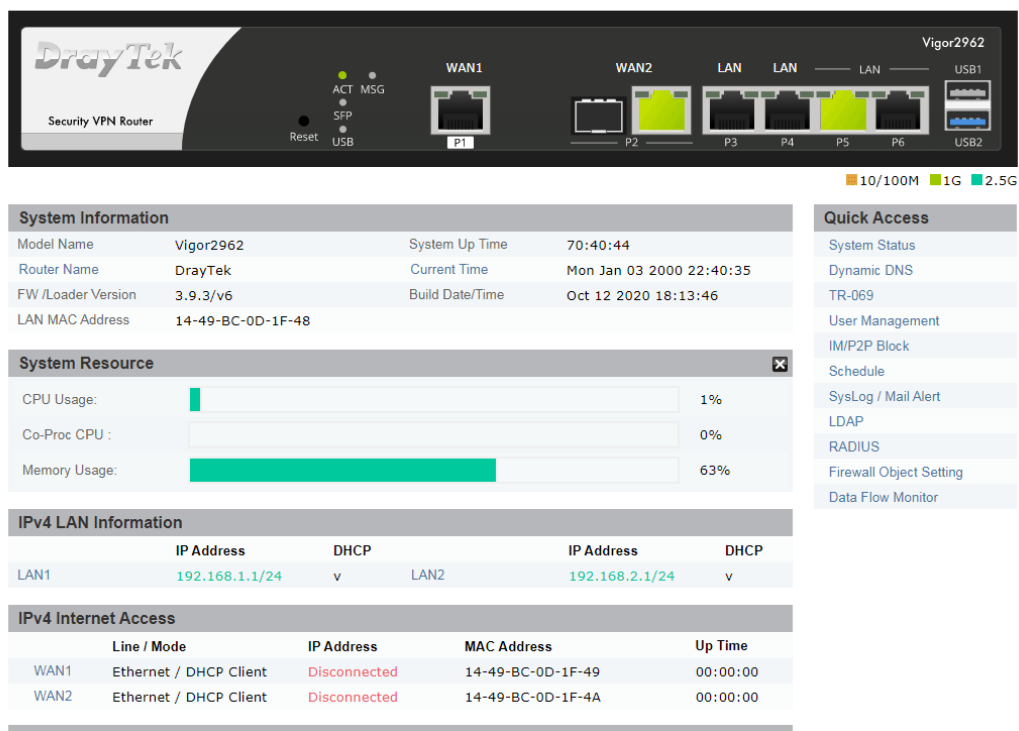 DrayTek
Vigor2962
WAN1 WAN2 LAN LAN LAN USB1
ACT MSG
SFP
Security VPN Router
Reset USB
P1 P2 P3 P4 P5 P6 USB2
10/100M 1G 2.5G
System Information
Model Name Vigor2962 System Up Time 70:40:44
Router Name DrayTek Current Time Mon Jan 03 2000 22:40:35
FW /Loader Version 3.9.3/v6 Build Date/Time Oct 12 2020 18:13:46
LAN MAC Address 14-49-BC-0D-1F-48
System Resource
CPU Usage: 1%
Co-Proc CPU : 0%
Memory Usage: 63%
IPv4 LAN Information
IP Address DHCP IP Address DHCP
LAN1 192.168.1.1/24 v LAN2 192.168.2.1/24 v
IPv4 Internet Access
Line / Mode IP Address MAC Address Up Time
WAN1 Ethernet / DHCP Client Disconnected 14-49-BC-0D-1F-49 00:00:00
WAN2 Ethernet / DHCP Client Disconnected 14-49-BC-0D-1F-4A 00:00:00
Quick Access
System Status
Dynamic DNS
TR-069
User Management
IM/P2P Block
Schedule
SysLog / Mail Alert
LDAP
RADIUS
Firewall Object Setting
Data Flow Monitor